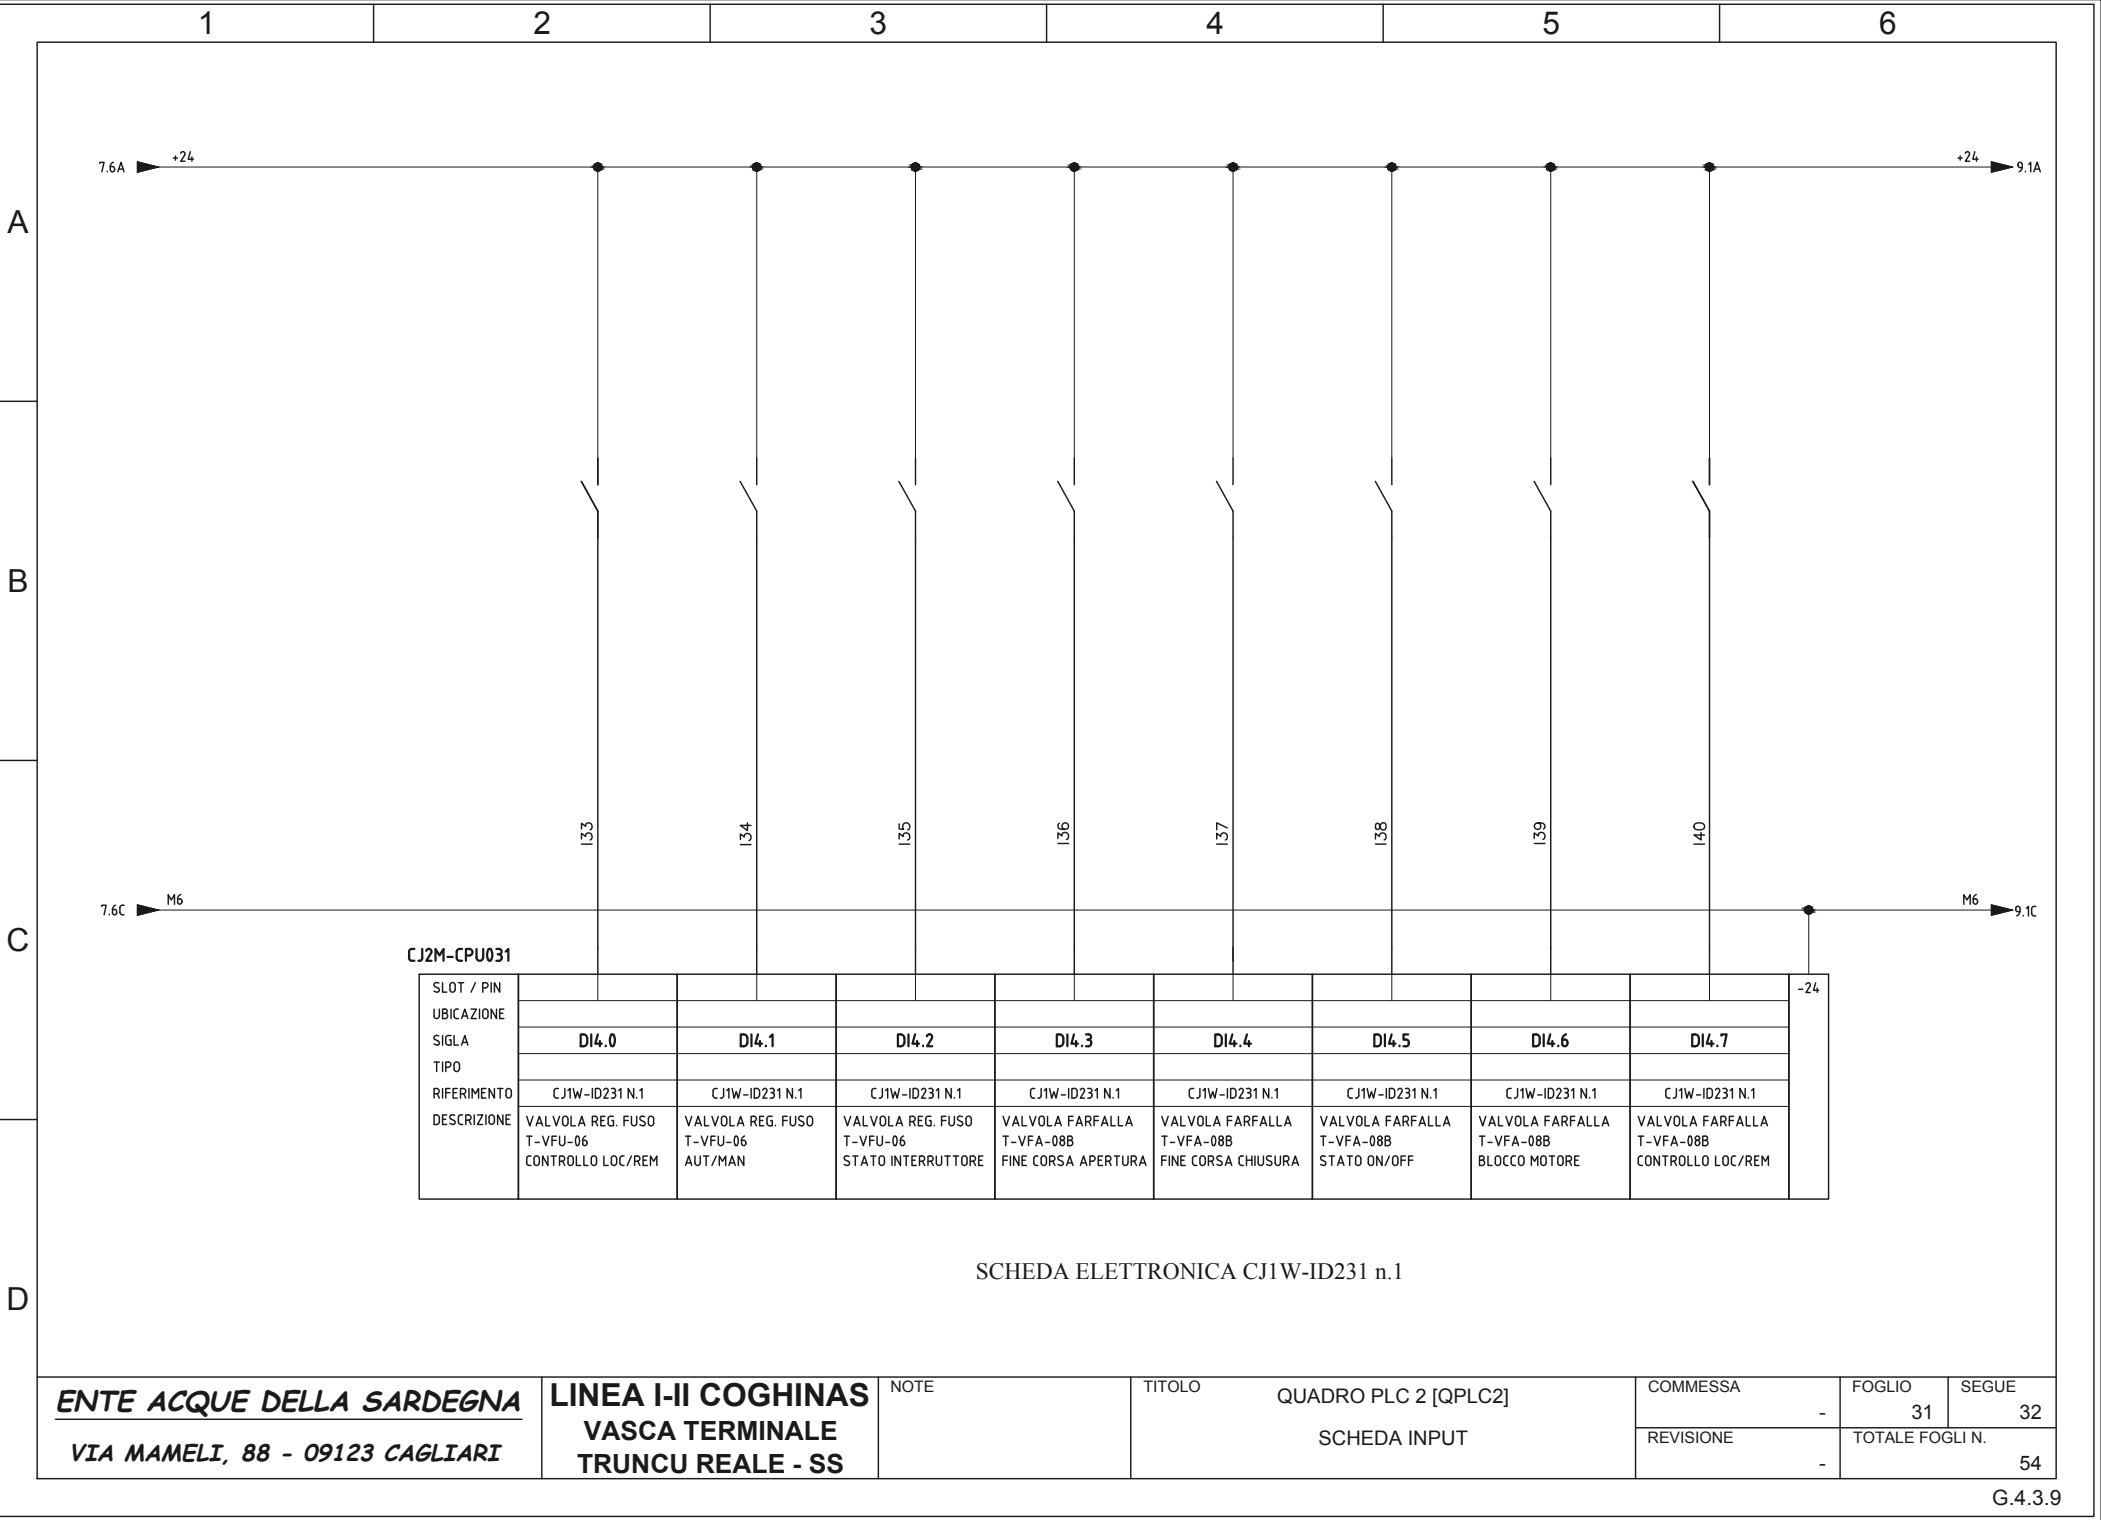 1 2 3 4 5 6
A
B
C
D
7.6A +24 +24 9.1A
I33 I34 I35 I36 I37 I38 I39 I40
7.6C M6 M6 9.1C
CJ2M-CPU031
SLOT / PIN -24
UBICAZIONE
SIGLA DI4.0 DI4.1 DI4.2 DI4.3 DI4.4 DI4.5 DI4.6 DI4.7
TIPO
RIFERIMENTO CJ1W-ID231 N.1 CJ1W-ID231 N.1 CJ1W-ID231 N.1 CJ1W-ID231 N.1 CJ1W-ID231 N.1 CJ1W-ID231 N.1 CJ1W-ID231 N.1 CJ1W-ID231 N.1
DESCRIZIONE VALVOLA REG. FUSO VALVOLA REG. FUSO VALVOLA REG. FUSO VALVOLA FARFALLA VALVOLA FARFALLA VALVOLA FARFALLA VALVOLA FARFALLA VALVOLA FARFALLA
T-VFU-06 T-VFU-06 T-VFU-06 T-VFA-08B T-VFA-08B T-VFA-08B T-VFA-08B T-VFA-08B
CONTROLLO LOC/REM AUT/MAN STATO INTERRUTTORE FINE CORSA APERTURA FINE CORSA CHIUSURA STATO ON/OFF BLOCCO MOTORE CONTROLLO LOC/REM
SCHEDA ELETTRONICA CJ1W-ID231 n.1
ENTE ACQUE DELLA SARDEGNA
VIA MAMELI, 88 - 09123 CAGLIARI
LINEA I-II COGHINAS
VASCA TERMINALE
TRUNCU REALE - SS
NOTE
TITOLO
QUADRO PLC 2 [QPLC2]
SCHEDA INPUT
COMMESSA
-
REVISIONE
-
FOGLIO
31
SEGUE
32
TOTALE FOGLI N.
54
G.4.3.9